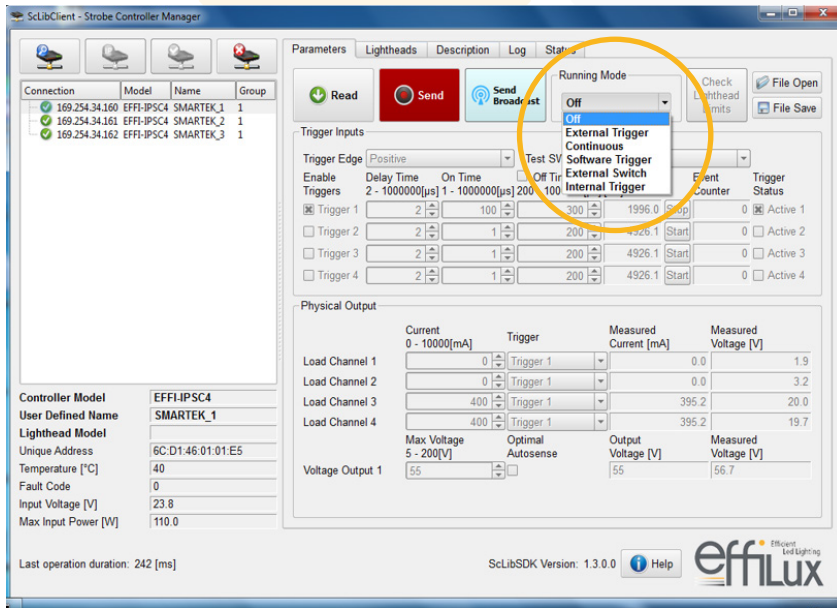 ScLibClient - Strobe Controller Manager
Parameters Lightheads Description Log Status
Read Send Send Broadcast
Running Mode
Off
Off
External Trigger
Continuous
Software Trigger
External Switch
Internal Trigger
Check Lighthead Limits
File Open
File Save
Connection Model Name Group
169.254.34.160 EFFI-IPSC4 SMARTEK_1 1
169.254.34.161 EFFI-IPSC4 SMARTEK_2 1
169.254.34.162 EFFI-IPSC4 SMARTEK_3 1
Trigger Inputs
Trigger Edge Positive Test SW
Enable Triggers Delay Time 2 - 1000000[µs] On Time 1 - 1000000[µs] Off 200 - 100 Event Counter Trigger Status
Trigger 1 2 100 300 1996.0 Stop 0 Active 1
Trigger 2 2 1 200 4926.1 Start 0 Active 2
Trigger 3 2 1 200 4926.1 Start 0 Active 3
Trigger 4 2 1 200 4926.1 Start 0 Active 4
Physical Output
Current 0 - 10000[mA] Trigger Measured Current [mA] Measured Voltage [V]
Load Channel 1 0 Trigger 1 0.0 1.9
Load Channel 2 0 Trigger 1 0.0 3.2
Load Channel 3 400 Trigger 1 395.2 20.0
Load Channel 4 400 Trigger 1 395.2 19.7
Max Voltage 5 - 200[V] Optimal Autosense Output Voltage [V] Measured Voltage [V]
Voltage Output 1 55 55 56.7
Controller Model EFFI-IPSC4
User Defined Name SMARTEK_1
Lighthead Model
Unique Address 6C:D1:46:01:01:E5
Temperature [°C] 40
Fault Code 0
Input Voltage [V] 23.8
Max Input Power [W] 110.0
Last operation duration: 242 [ms]
ScLibSDK Version: 1.3.0.0 Help
effiLUX
Efficient
Led Lighting